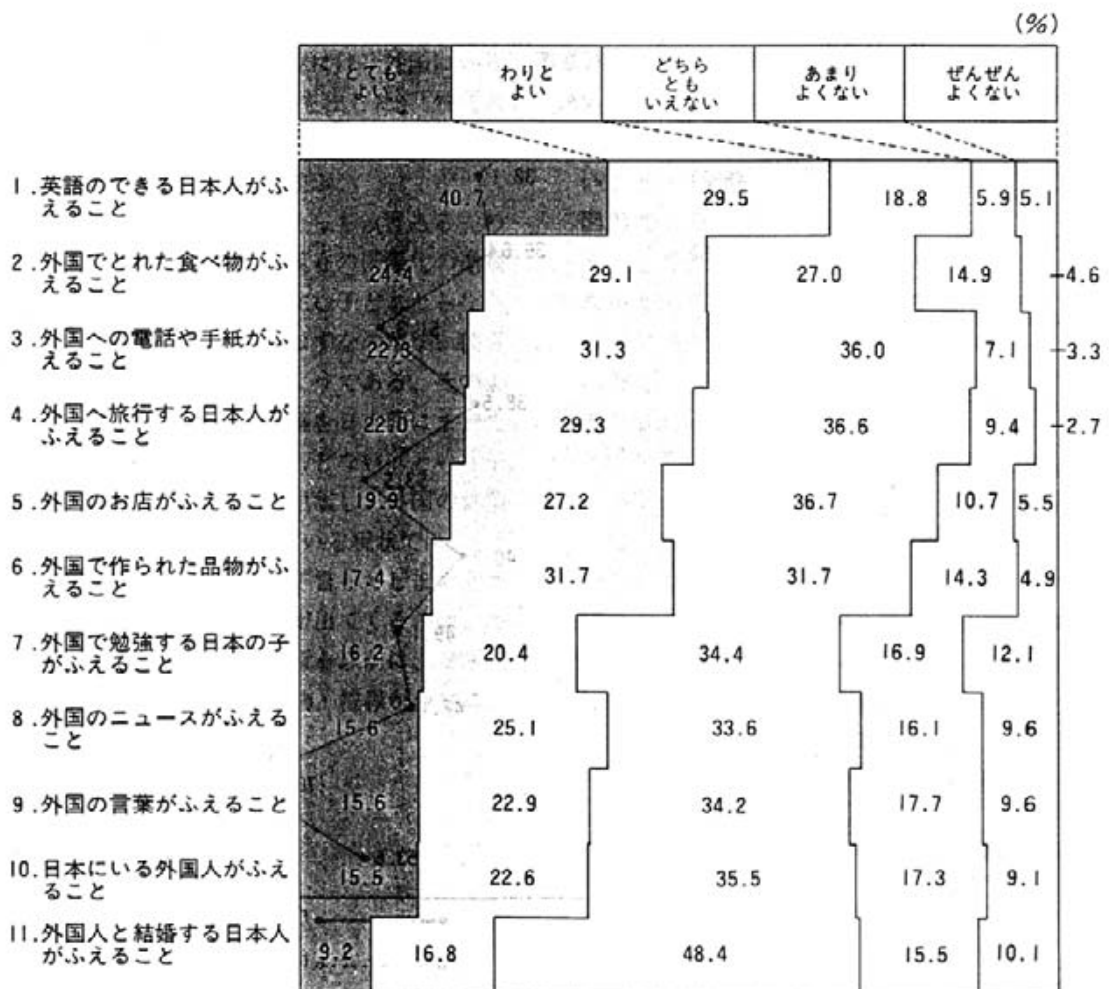 (%)
とても
よい
わりと
よい
どちら
とも
いえない
あまり
よくない
ぜんぜん
よくない
1.英語のできる日本人がふ
えること
40.7 29.5 18.8 5.9 5.1
2.外国でとれた食べ物がふ
えること
24.4 29.1 27.0 14.9 4.6
3.外国への電話や手紙がふ
えること
22.3 31.3 36.0 7.1 3.3
4.外国へ旅行する日本人が
ふえること
22.0 29.3 36.6 9.4 2.7
5.外国のお店がふえること
19.9 27.2 36.7 10.7 5.5
6.外国で作られた品物がふ
えること
17.4 31.7 31.7 14.3 4.9
7.外国で勉強する日本の子
がふえること
16.2 20.4 34.4 16.9 12.1
8.外国のニュースがふえる
こと
15.6 25.1 33.6 16.1 9.6
9.外国の言葉がふえること
15.6 22.9 34.2 17.7 9.6
10.日本にいる外国人がふえ
ること
15.5 22.6 35.5 17.3 9.1
11.外国人と結婚する日本人
がふえること
9.2 16.8 48.4 15.5 10.1